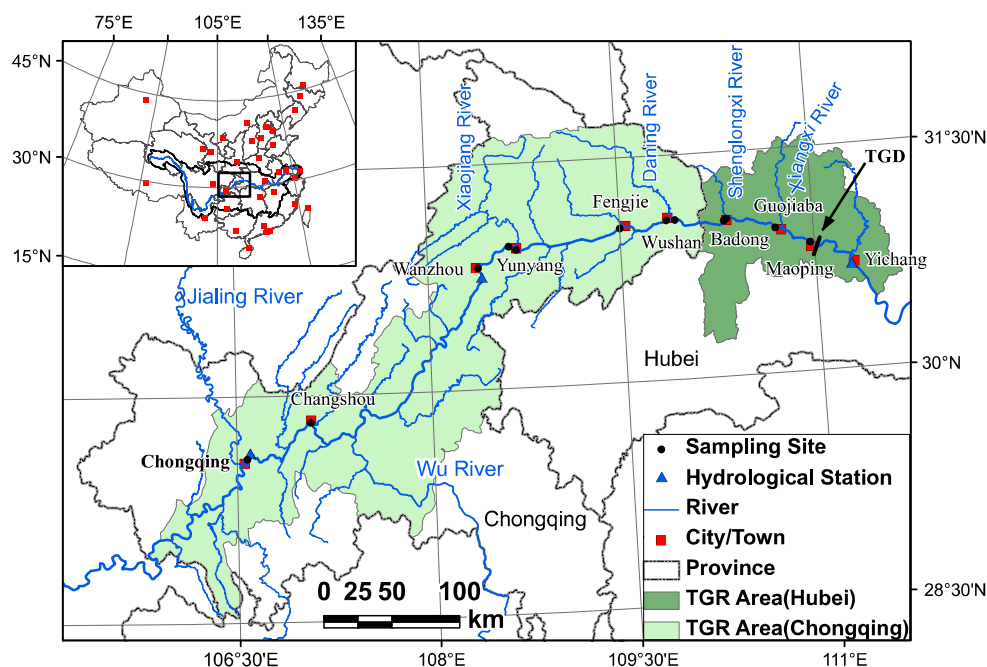 75°E
105°E
135°E
45°N
30°N
15°N
31°30'N
30°N
28°30'N
Xiaojiang River
Daning River
Shenlongxi River
Xiangxi River
TGD
Fengjie
Guojiaba
Wushan
Badong
Wanzhou
Yunyang
Maoping
Yichang
Jialing River
Hubei
Changshou
Chongqing
Wu River
Chongqing
Sampling Site
Hydrological Station
River
City/Town
Province
TGR Area(Hubei)
TGR Area(Chongqing)
0 25 50 100
km
106°30'E
108°E
109°30'E
111°E